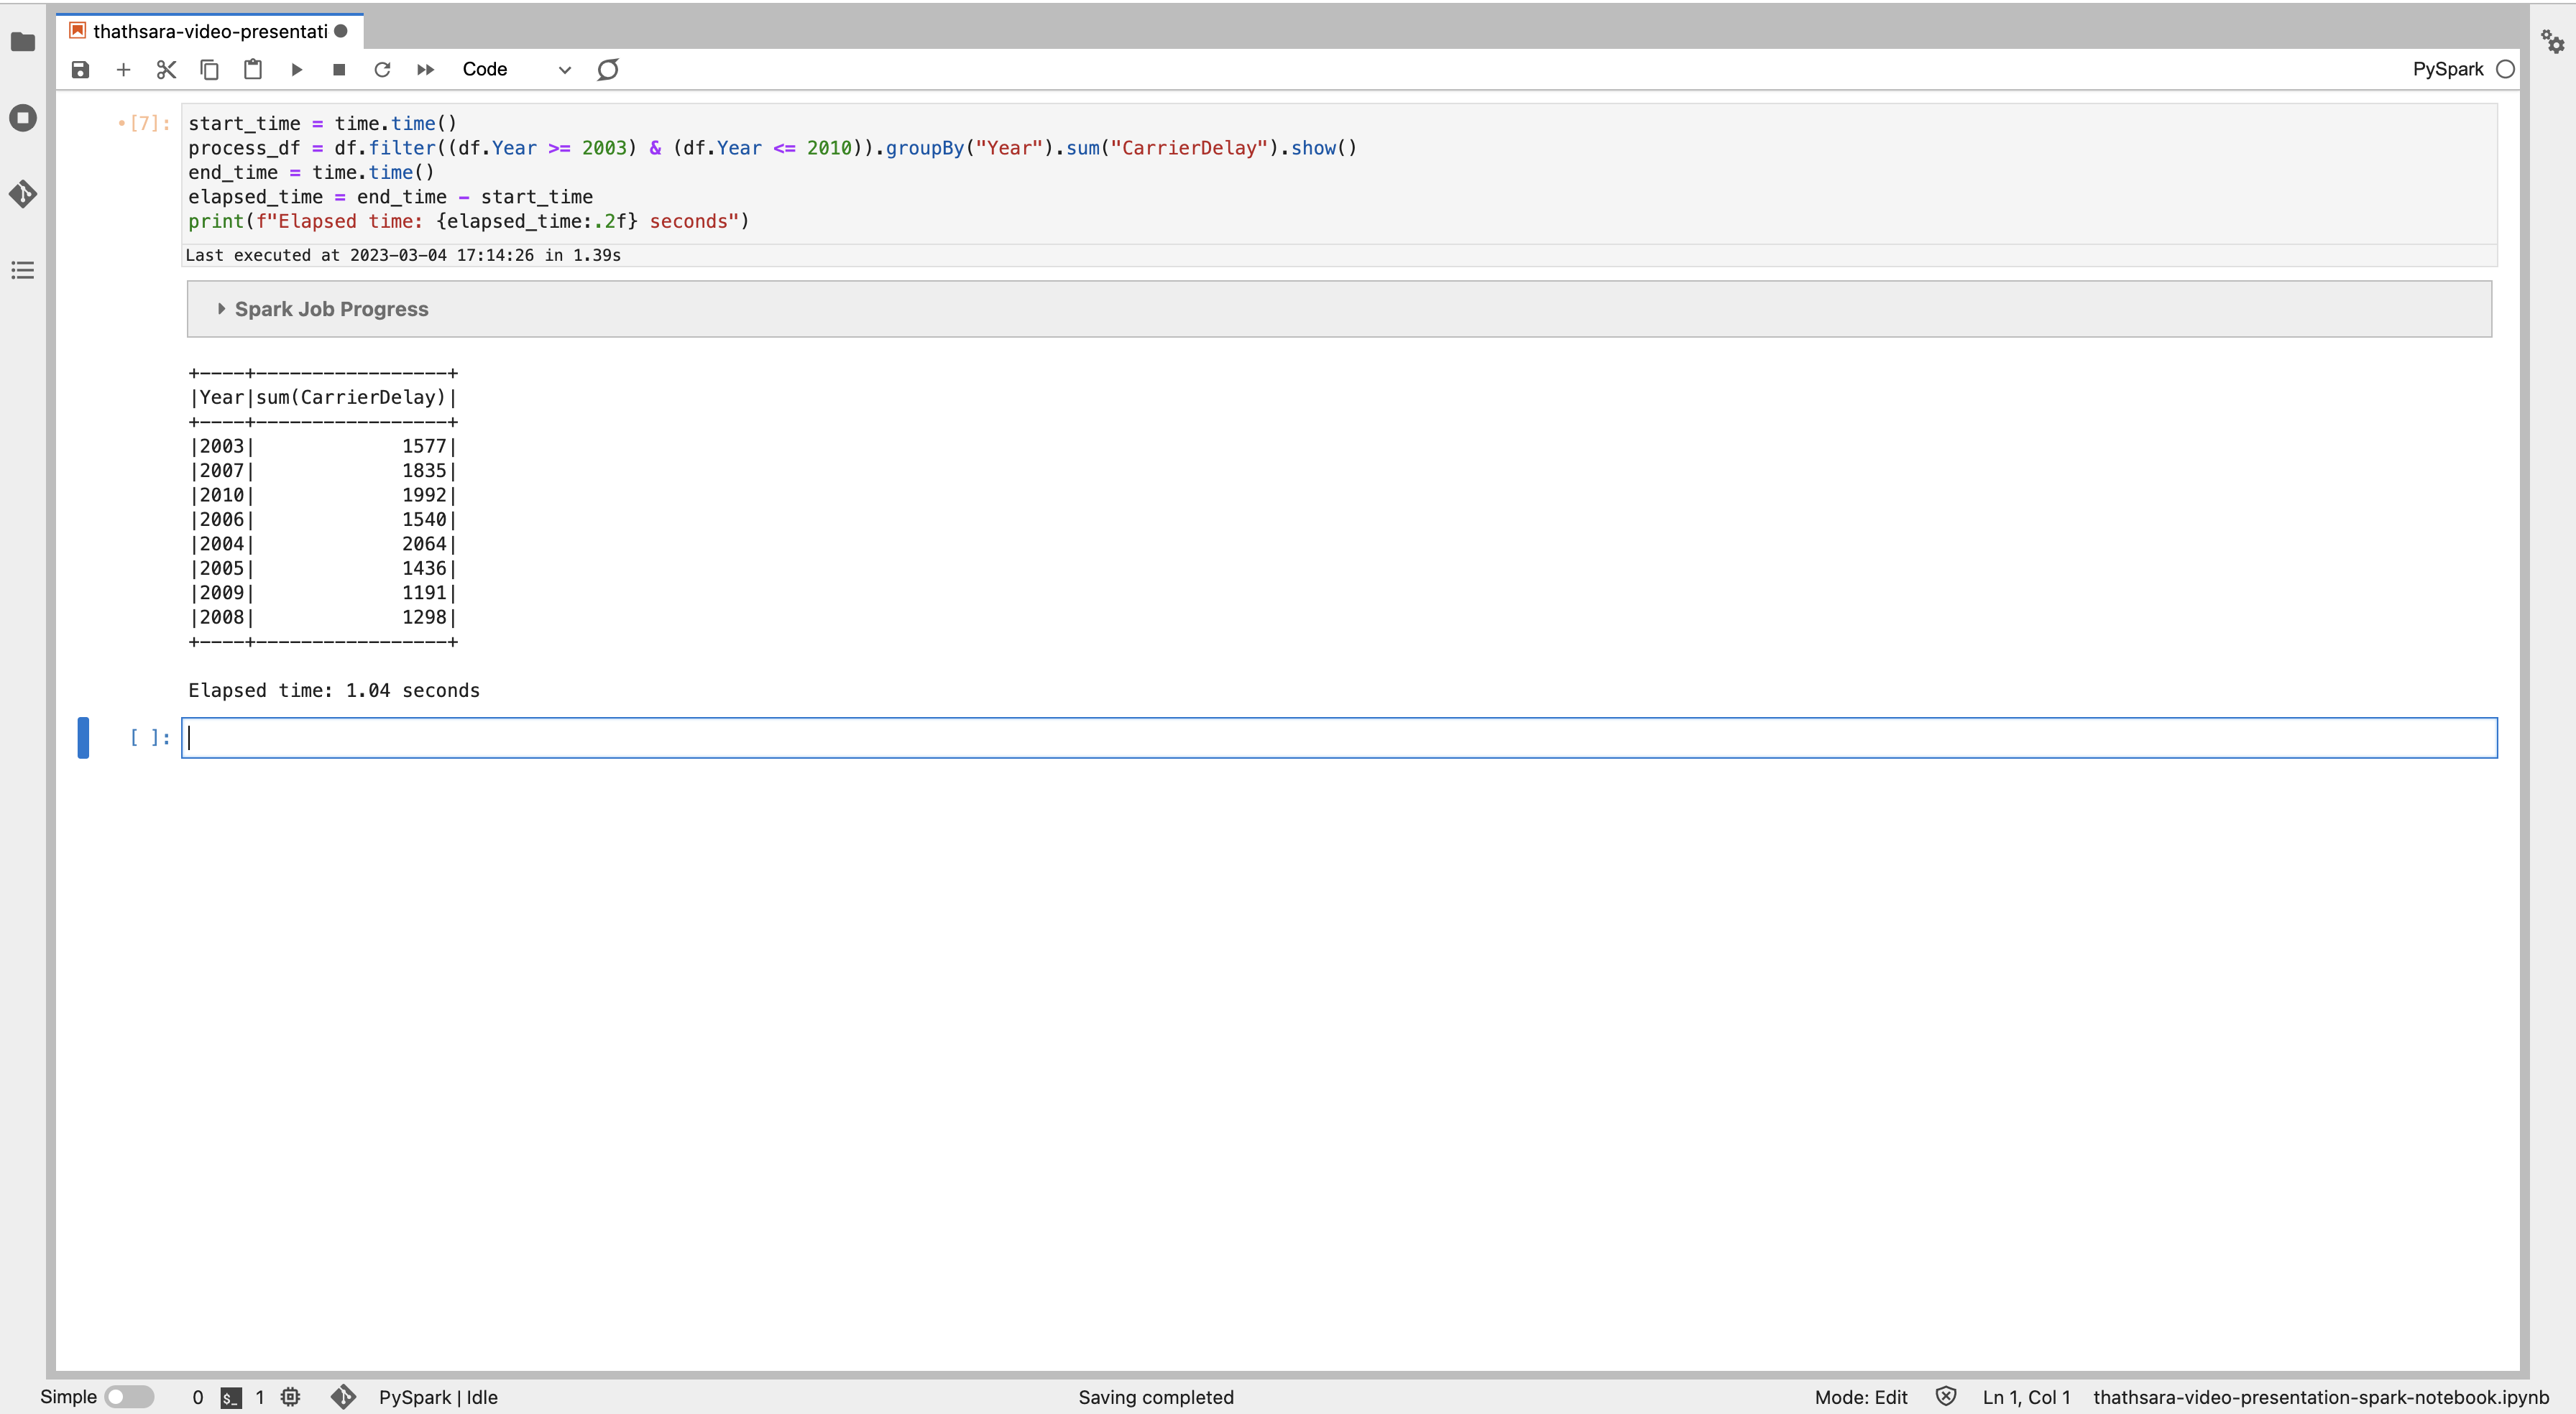 thathsara-video-presentati
Code
PySpark
[7]:
start_time = time.time()
process_df = df.filter((df.Year >= 2003) & (df.Year <= 2010)).groupBy("Year").sum("CarrierDelay").show()
end_time = time.time()
elapsed_time = end_time - start_time
print(f"Elapsed time: {elapsed_time:.2f} seconds")
Last executed at 2023-03-04 17:14:26 in 1.39s
Spark Job Progress
+----+-----------------+
|Year|sum(CarrierDelay)|
+----+-----------------+
|2003|             1577|
|2007|             1835|
|2010|             1992|
|2006|             1540|
|2004|             2064|
|2005|             1436|
|2009|             1191|
|2008|             1298|
+----+-----------------+
Elapsed time: 1.04 seconds
[ ]:
Simple 0 $_ 1 PySpark | Idle Saving completed Mode: Edit Ln 1, Col 1 thathsara-video-presentation-spark-notebook.ipynb